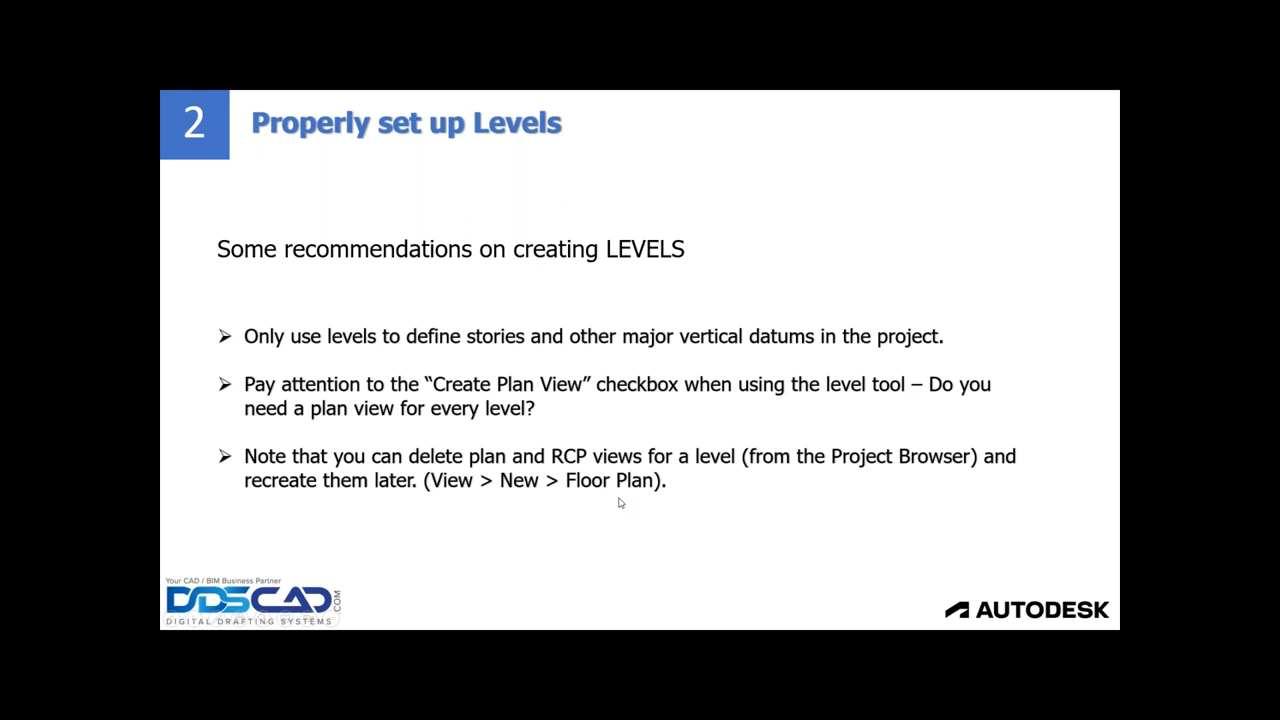 2
Properly set up Levels
Some recommendations on creating LEVELS
➢ Only use levels to define stories and other major vertical datums in the project.
➢ Pay attention to the “Create Plan View” checkbox when using the level tool – Do you
need a plan view for every level?
➢ Note that you can delete plan and RCP views for a level (from the Project Browser) and
recreate them later. (View > New > Floor Plan).
Your CAD / BIM Business Partner
DDSCAD.COM
DIGITAL DRAFTING SYSTEMS
AUTODESK